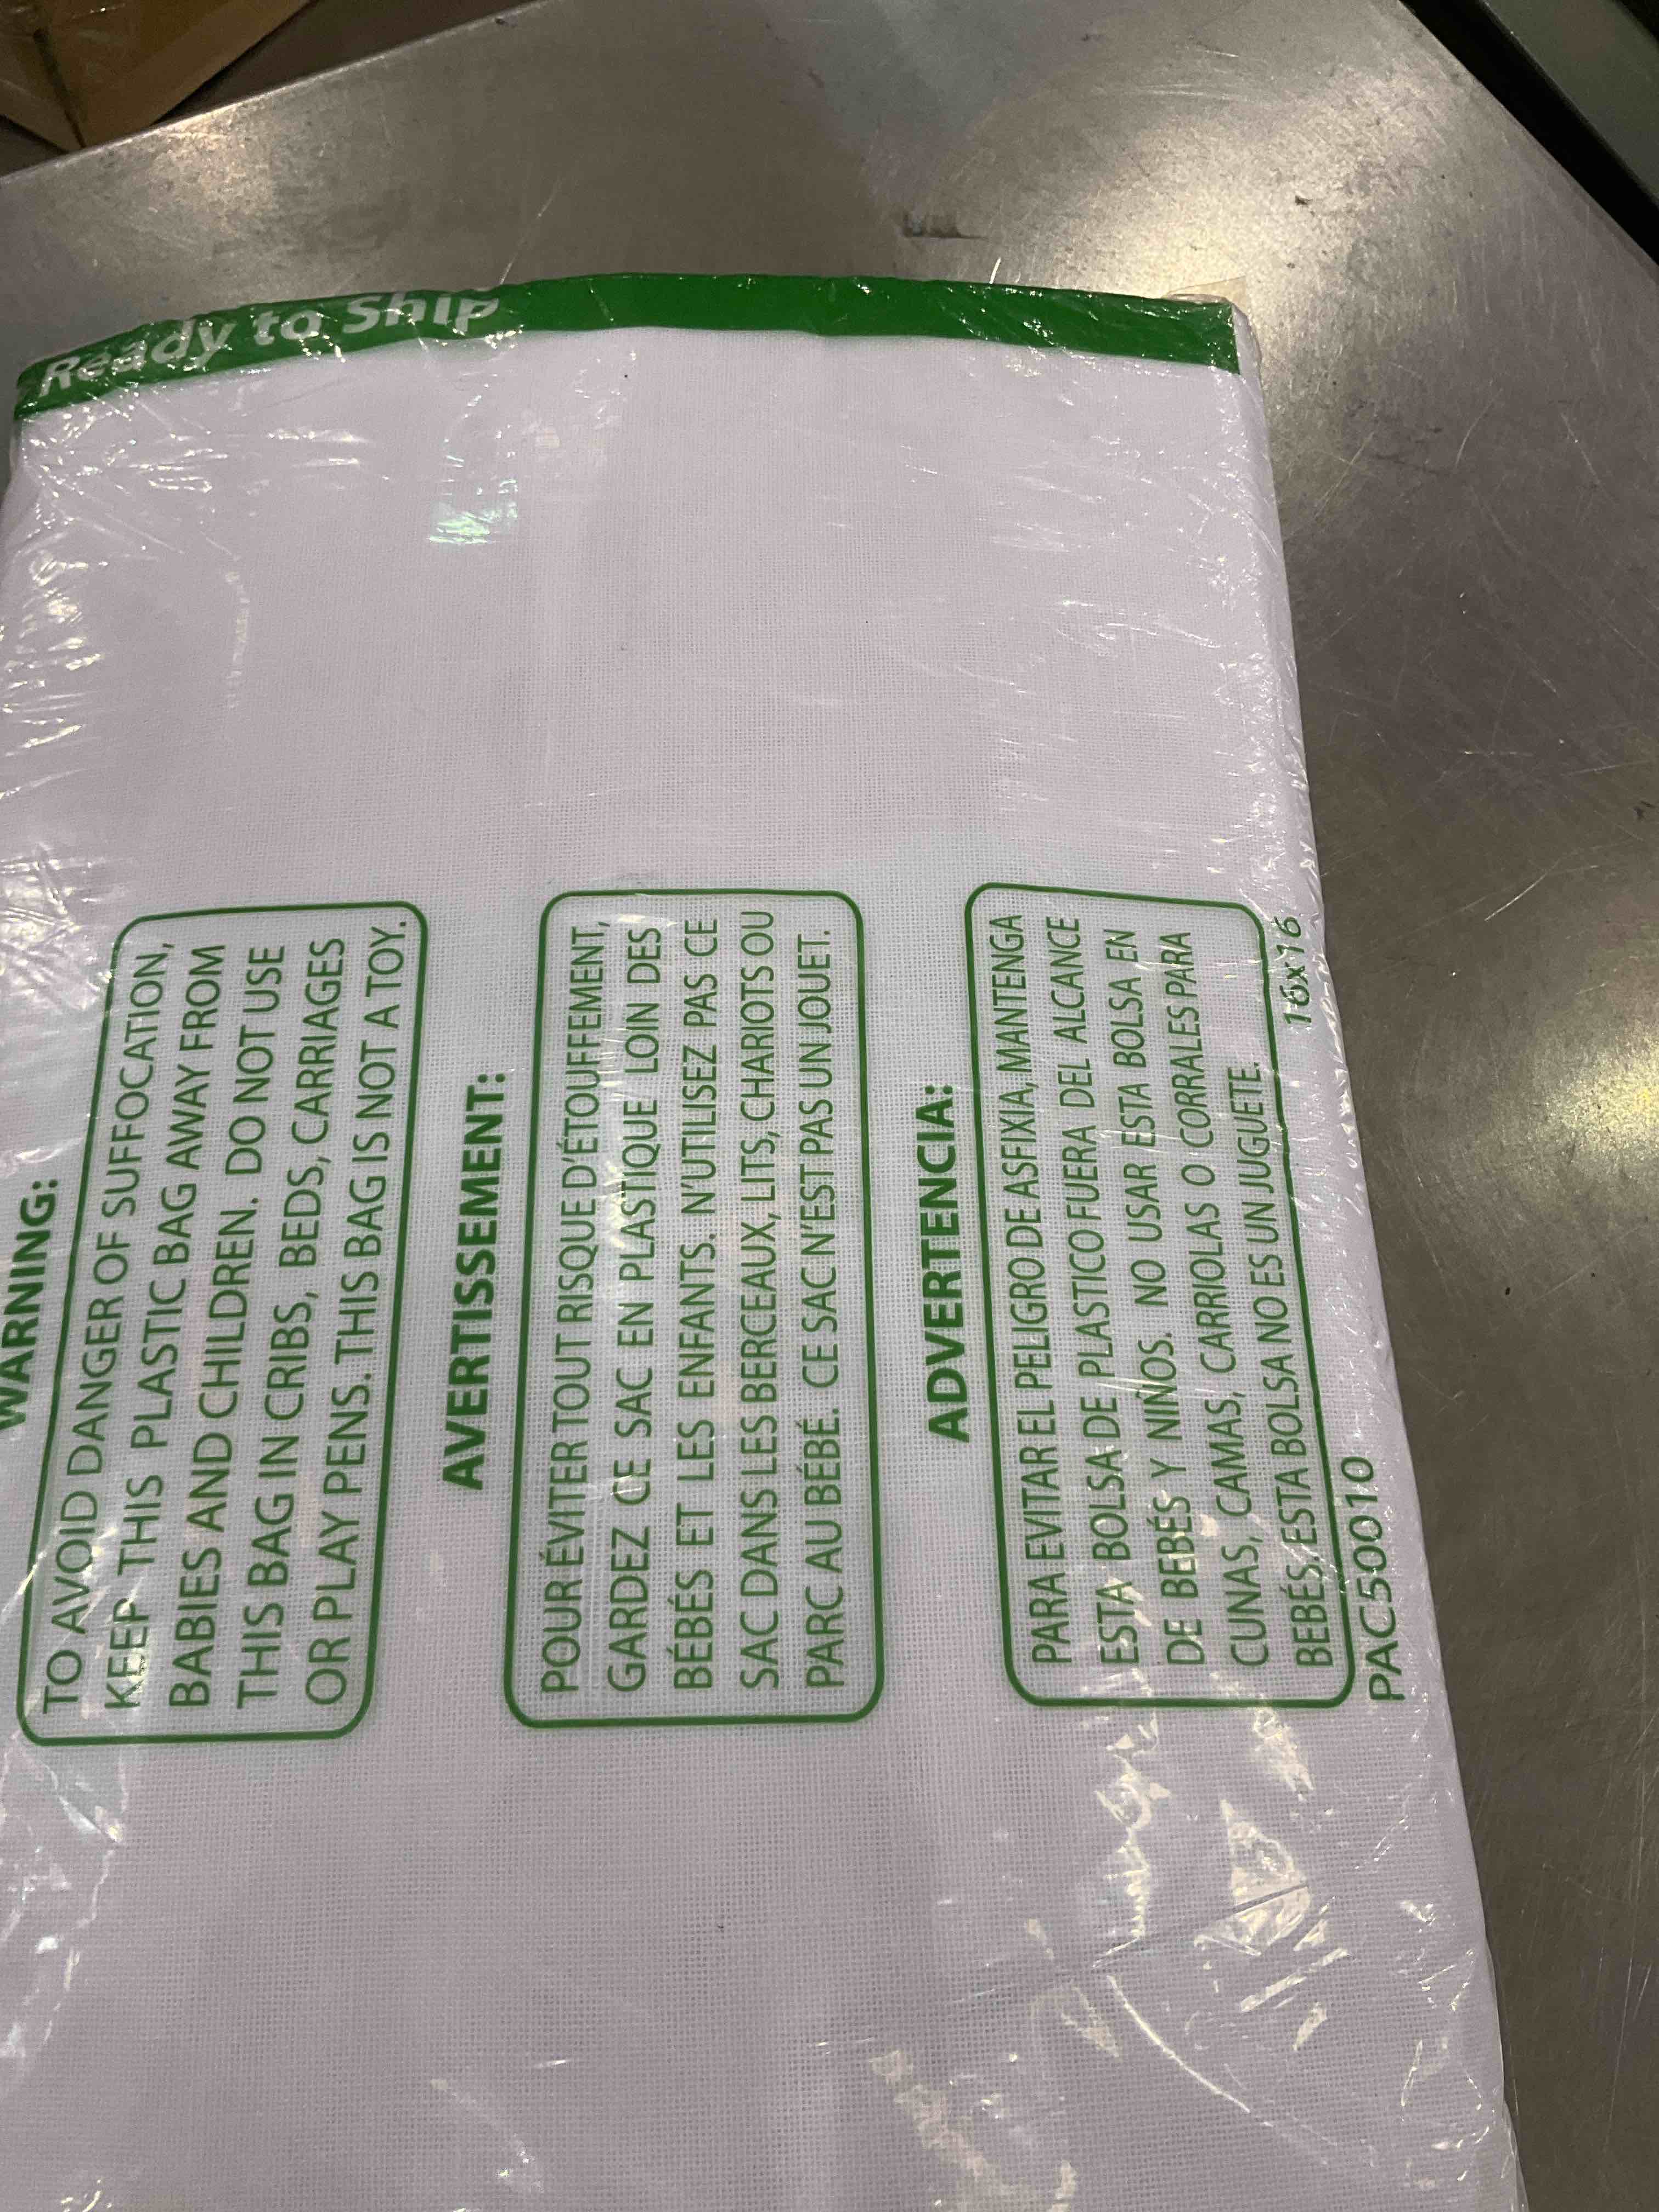 Ready to Ship
WARNING:
TO AVOID DANGER OF SUFFOCATION,
KEEP THIS PLASTIC BAG AWAY FROM
BABIES AND CHILDREN. DO NOT USE
THIS BAG IN CRIBS, BEDS, CARRIAGES
OR PLAY PENS. THIS BAG IS NOT A TOY.
AVERTISSEMENT:
POUR ÉVITER TOUT RISQUE D'ÉTOUFFEMENT,
GARDEZ CE SAC EN PLASTIQUE LOIN DES
BÉBÉS ET LES ENFANTS. N'UTILISEZ PAS CE
SAC DANS LES BERCEAUX, LITS, CHARIOTS OU
PARC AU BÉBÉ. CE SAC N'EST PAS UN JOUET.
ADVERTENCIA:
PARA EVITAR EL PELIGRO DE ASFIXIA, MANTENGA
ESTA BOLSA DE PLASTICO FUERA DEL ALCANCE
DE BEBÉS Y NIÑOS. NO USAR ESTA BOLSA EN
CUNAS, CAMAS, CARRIOLAS O CORRALES PARA
BEBÉS, ESTA BOLSA NO ES UN JUGUETE.
16x16
PAC50010